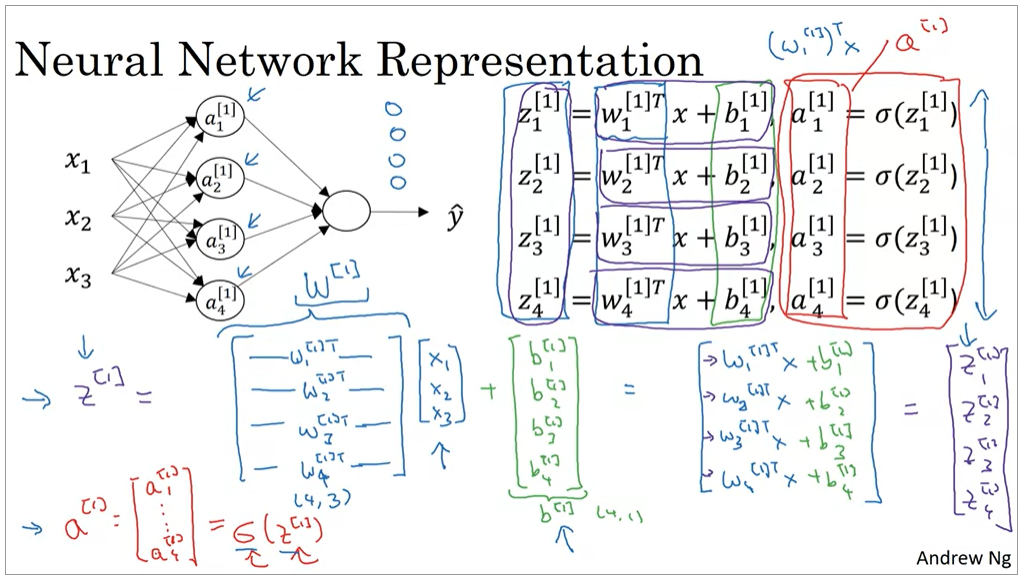 Neural Network Representation
(w₁^[1])ᵀ x
a^[1]
x₁
x₂
x₃
a₁^[1]
a₂^[1]
a₃^[1]
a₄^[1]
ŷ
z₁^[1] = w₁^[1]T x + b₁^[1], a₁^[1] = σ(z₁^[1])
z₂^[1] = w₂^[1]T x + b₂^[1], a₂^[1] = σ(z₂^[1])
z₃^[1] = w₃^[1]T x + b₃^[1], a₃^[1] = σ(z₃^[1])
z₄^[1] = w₄^[1]T x + b₄^[1], a₄^[1] = σ(z₄^[1])
W^[1]
→ z^[1] =
w₁^[1]T
w₂^[1]T
w₃^[1]T
w₄^[1]T
(4,3)
x₁
x₂
x₃
+
b₁^[1]
b₂^[1]
b₃^[1]
b₄^[1]
b^[1] (4,1)
=
→ w₁^[1]T x + b₁^[1]
→ w₂^[1]T x + b₂^[1]
→ w₃^[1]T x + b₃^[1]
→ w₄^[1]T x + b₄^[1]
=
z₁^[1]
z₂^[1]
z₃^[1]
z₄^[1]
→ a^[1] = [a₁^[1] ⋮ a₄^[1]] = σ(z^[1])
Andrew Ng